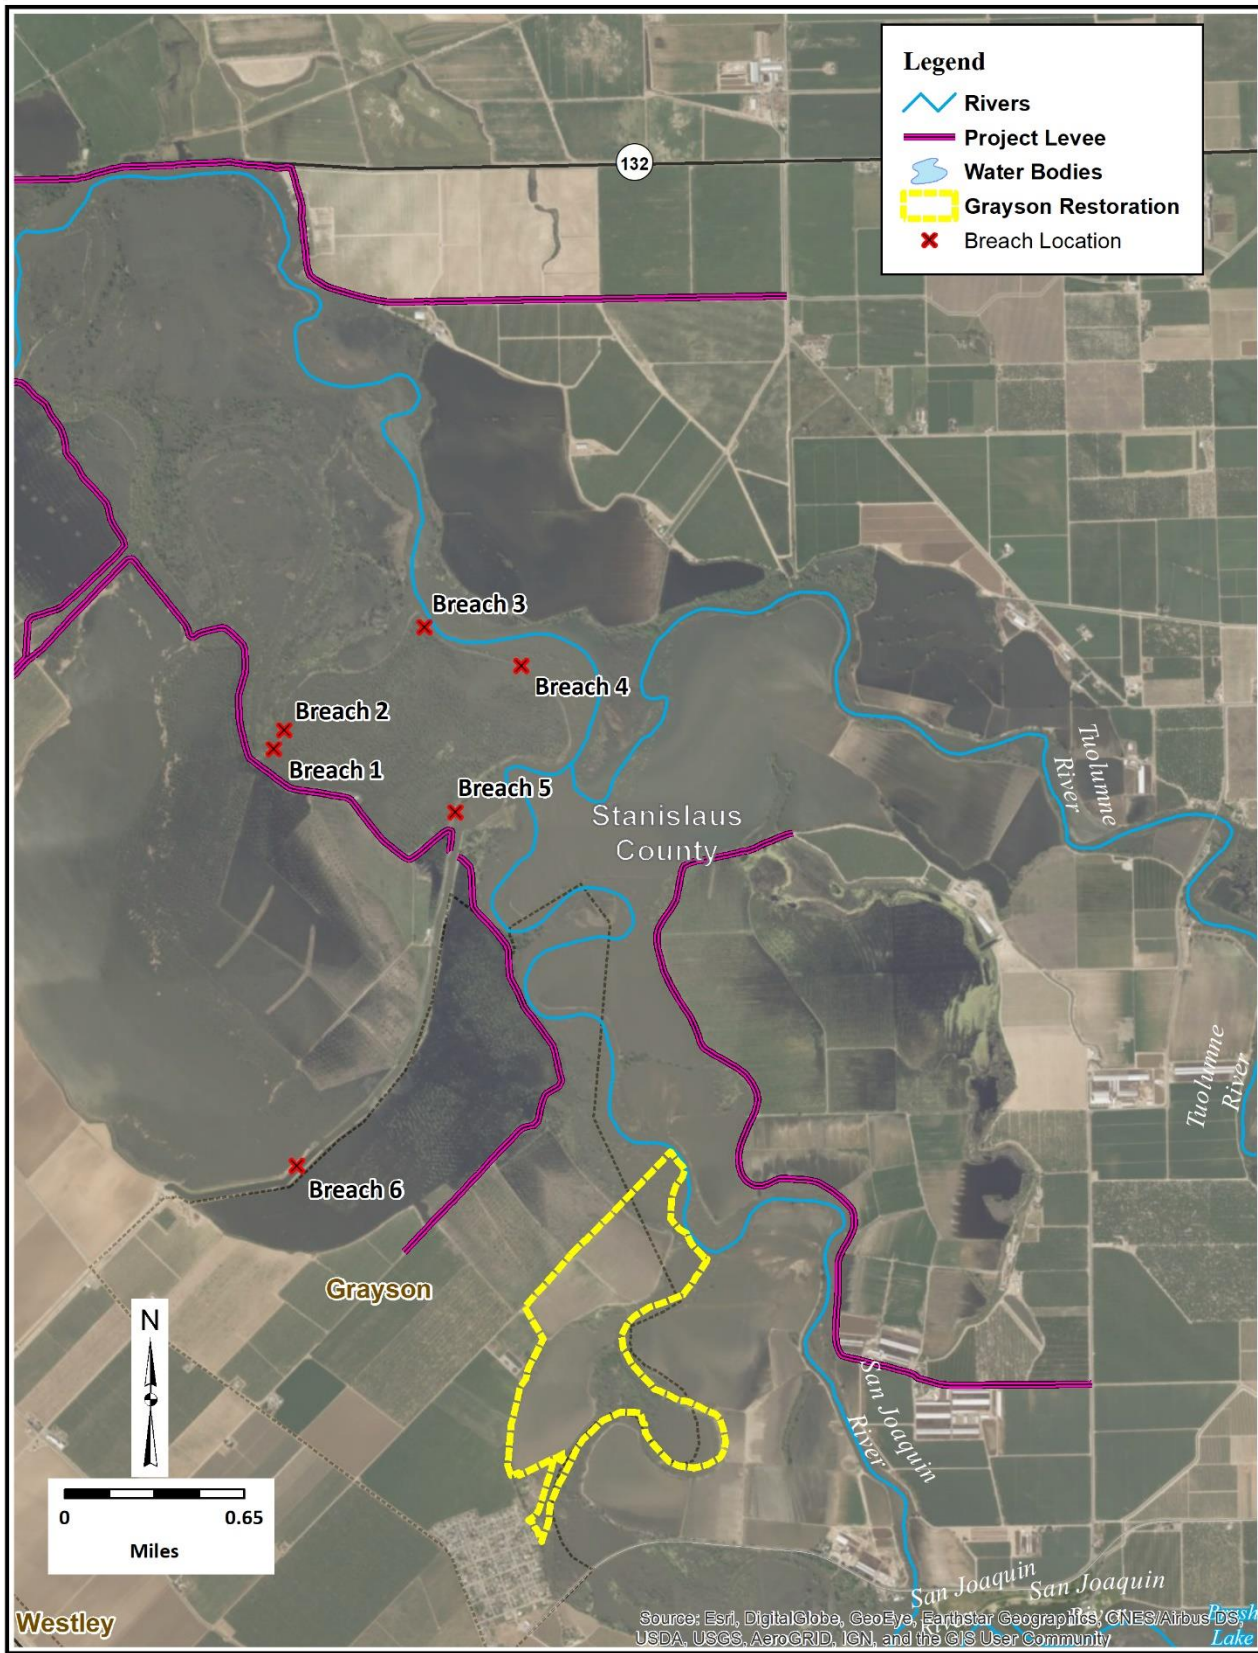 Legend
Rivers
Project Levee
Water Bodies
Grayson Restoration
Breach Location
132
Breach 3
Breach 4
Breach 2
Breach 1
Breach 5
Tuolumne
River
Stanislaus
County
Tuolumne
River
Breach 6
Grayson
N
San Joaquin
River
0 0.65
Miles
San Joaquin
River
San Joaquin
River
Westley
Brush
Lake
Source: Esri, DigitalGlobe, GeoEye, Earthstar Geographics, CNES/Airbus DS,
USDA, USGS, AeroGRID, IGN, and the GIS User Community